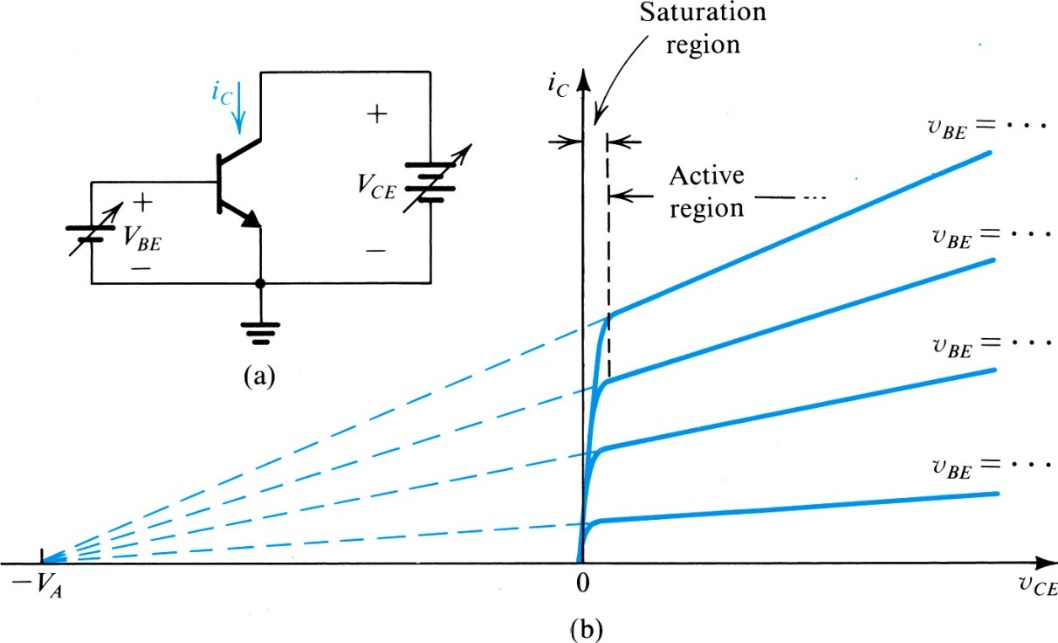 Saturation
region
i_C
i_C
+
V_CE
−
+
V_BE
−
(a)
Active
region
v_BE = · · ·
v_BE = · · ·
v_BE = · · ·
v_BE = · · ·
−V_A
0
v_CE
(b)